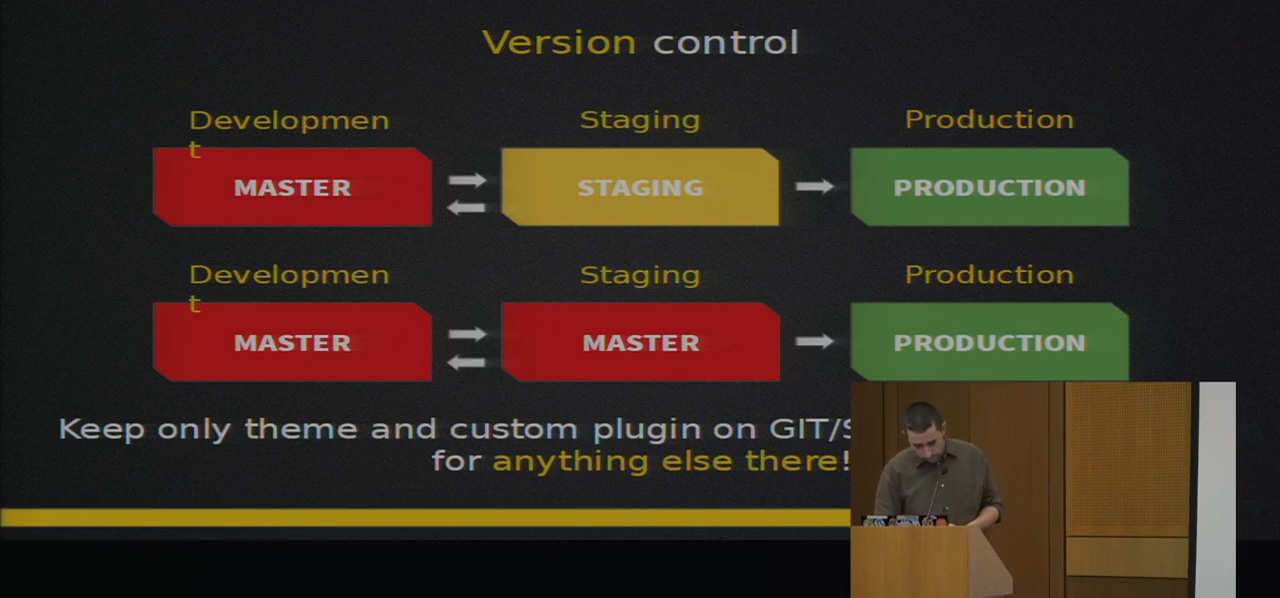 Version control
Developmen
t
Staging
Production
MASTER
STAGING
PRODUCTION
Developmen
t
Staging
Production
MASTER
MASTER
PRODUCTION
Keep only theme and custom plugin on GIT/S
for anything else there!